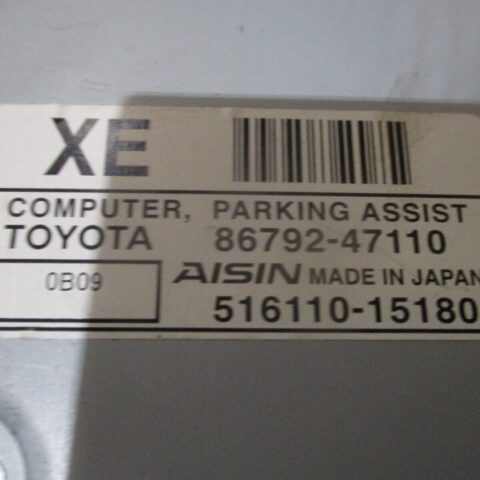 XE
COMPUTER, PARKING ASSIST
TOYOTA 86792-47110
0B09
AISIN MADE IN JAPAN
516110-15180